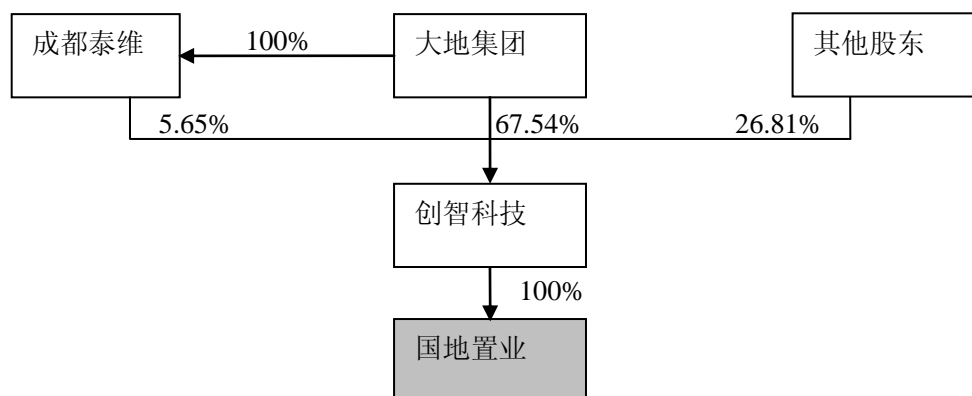 成都泰维
100%
大地集团
其他股东
5.65%
67.54%
26.81%
创智科技
100%
国地置业